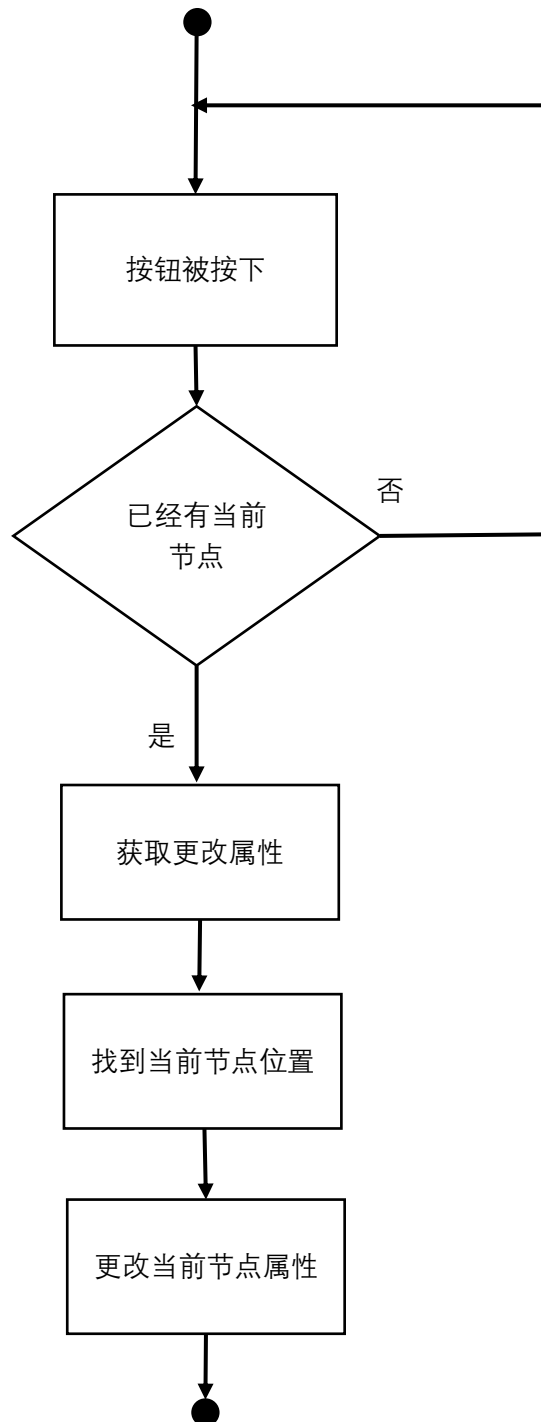 按钮被按下
否
已经有当前
节点
是
获取更改属性
找到当前节点位置
更改当前节点属性